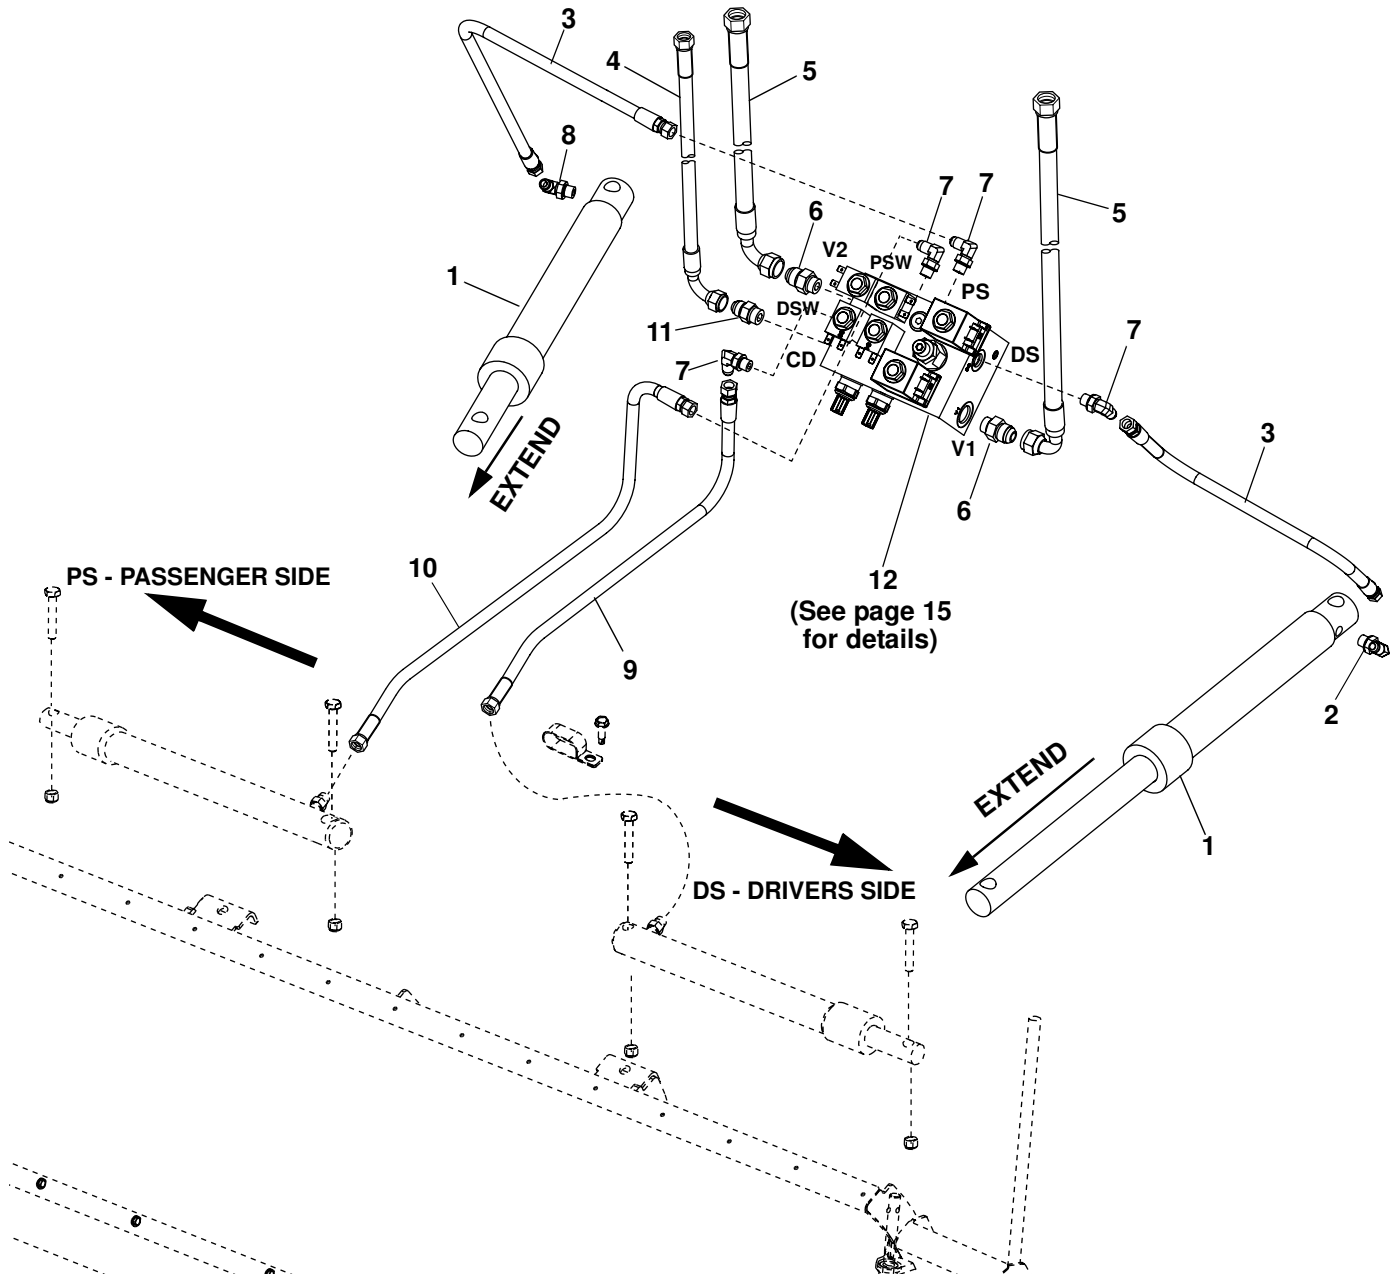 3
4
5
8
7
7
6
5
V2
PSW
1
PS
DSW
11
DS
7
CD
7
V1
3
EXTEND
6
12
(See page 15
for details)
10
PS - PASSENGER SIDE
9
2
EXTEND
1
DS - DRIVERS SIDE